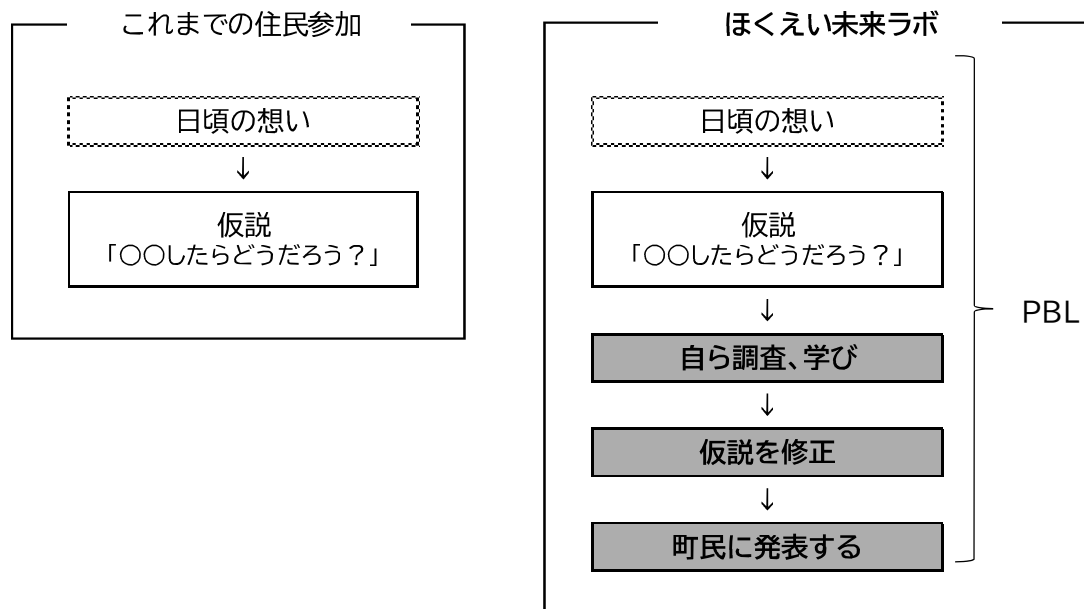 これまでの住民参加
日頃の想い
↓
仮説
「〇〇したらどうだろう？」
ほくえい未来ラボ
日頃の想い
↓
仮説
「〇〇したらどうだろう？」
↓
自ら調査、学び
↓
仮説を修正
↓
町民に発表する
PBL